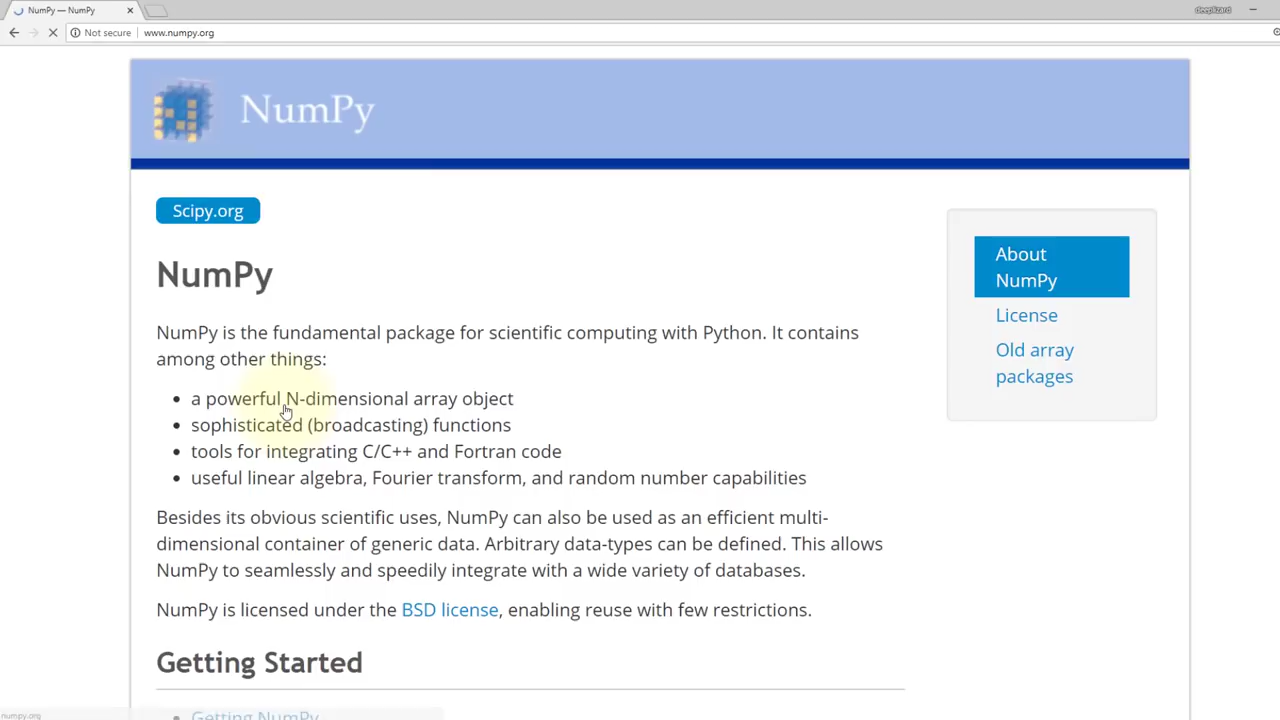 NumPy — NumPy
deeplizard
Not secure
www.numpy.org
NumPy
Scipy.org
NumPy
NumPy is the fundamental package for scientific computing with Python. It contains
among other things:
• a powerful N-dimensional array object
• sophisticated (broadcasting) functions
• tools for integrating C/C++ and Fortran code
• useful linear algebra, Fourier transform, and random number capabilities
Besides its obvious scientific uses, NumPy can also be used as an efficient multi-
dimensional container of generic data. Arbitrary data-types can be defined. This allows
NumPy to seamlessly and speedily integrate with a wide variety of databases.
NumPy is licensed under the BSD license, enabling reuse with few restrictions.
Getting Started
• Getting NumPy
About
NumPy
License
Old array
packages
numpy.org